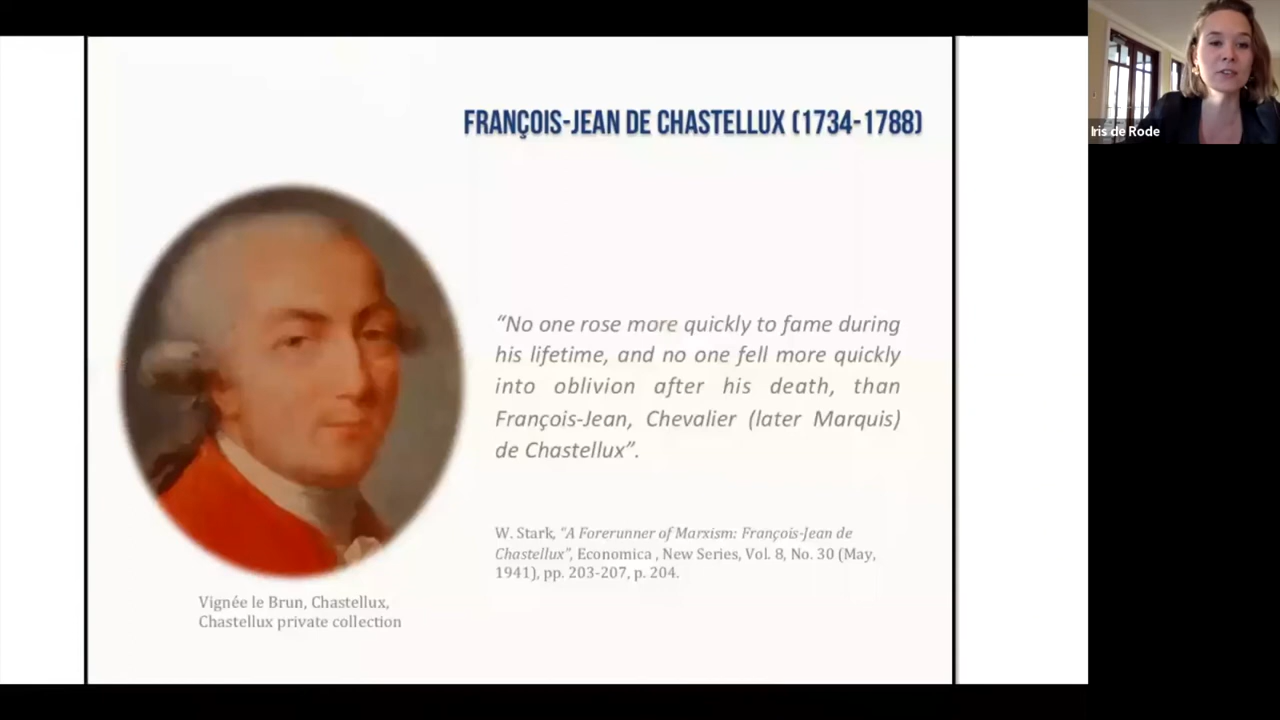 FRANÇOIS-JEAN DE CHASTELLUX (1734-1788)
“No one rose more quickly to fame during
his lifetime, and no one fell more quickly
into oblivion after his death, than
François-Jean, Chevalier (later Marquis)
de Chastellux”.
W. Stark, “A Forerunner of Marxism: François-Jean de
Chastellux”, Economica , New Series, Vol. 8, No. 30 (May,
1941), pp. 203-207, p. 204.
Vignée le Brun, Chastellux,
Chastellux private collection
Iris de Rode